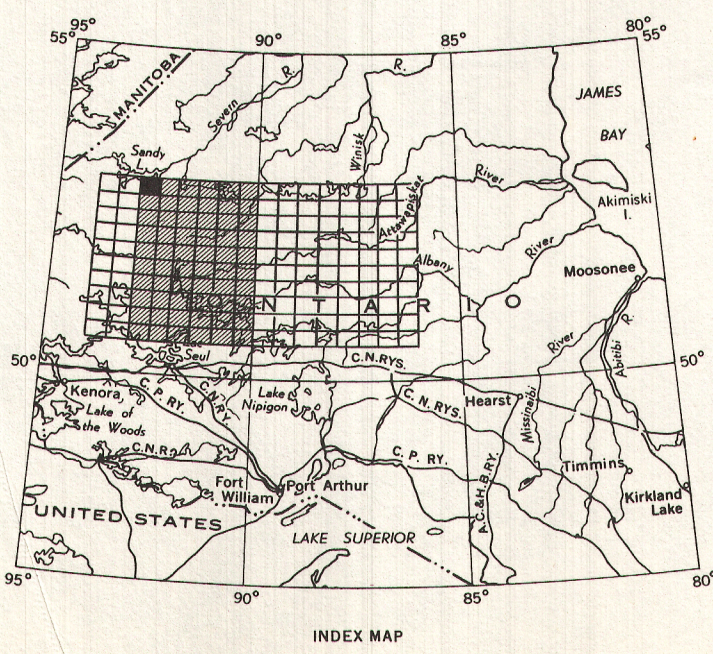 95°
90°
85°
80°
55°
55°
MANITOBA
Severn
R.
R.
JAMES
BAY
Sandy
L.
Winisk
River
Attawapiskat
Akimiski
I.
River
Albany
Moosonee
ONTARIO
River
Abitibi
R.
50°
Seul
C.N.RYS.
50°
Kenora
C. P. RY.
C.N.RY.
Lake
Nipigon
C. N. RYS.
Hearst
Missinaibi
Lake of
the Woods
C.N.R.
C. P. RY.
Timmins
Fort
William
Port Arthur
A.C.&H.B.RY.
Kirkland
Lake
UNITED STATES
LAKE SUPERIOR
95°
90°
85°
80°
INDEX MAP